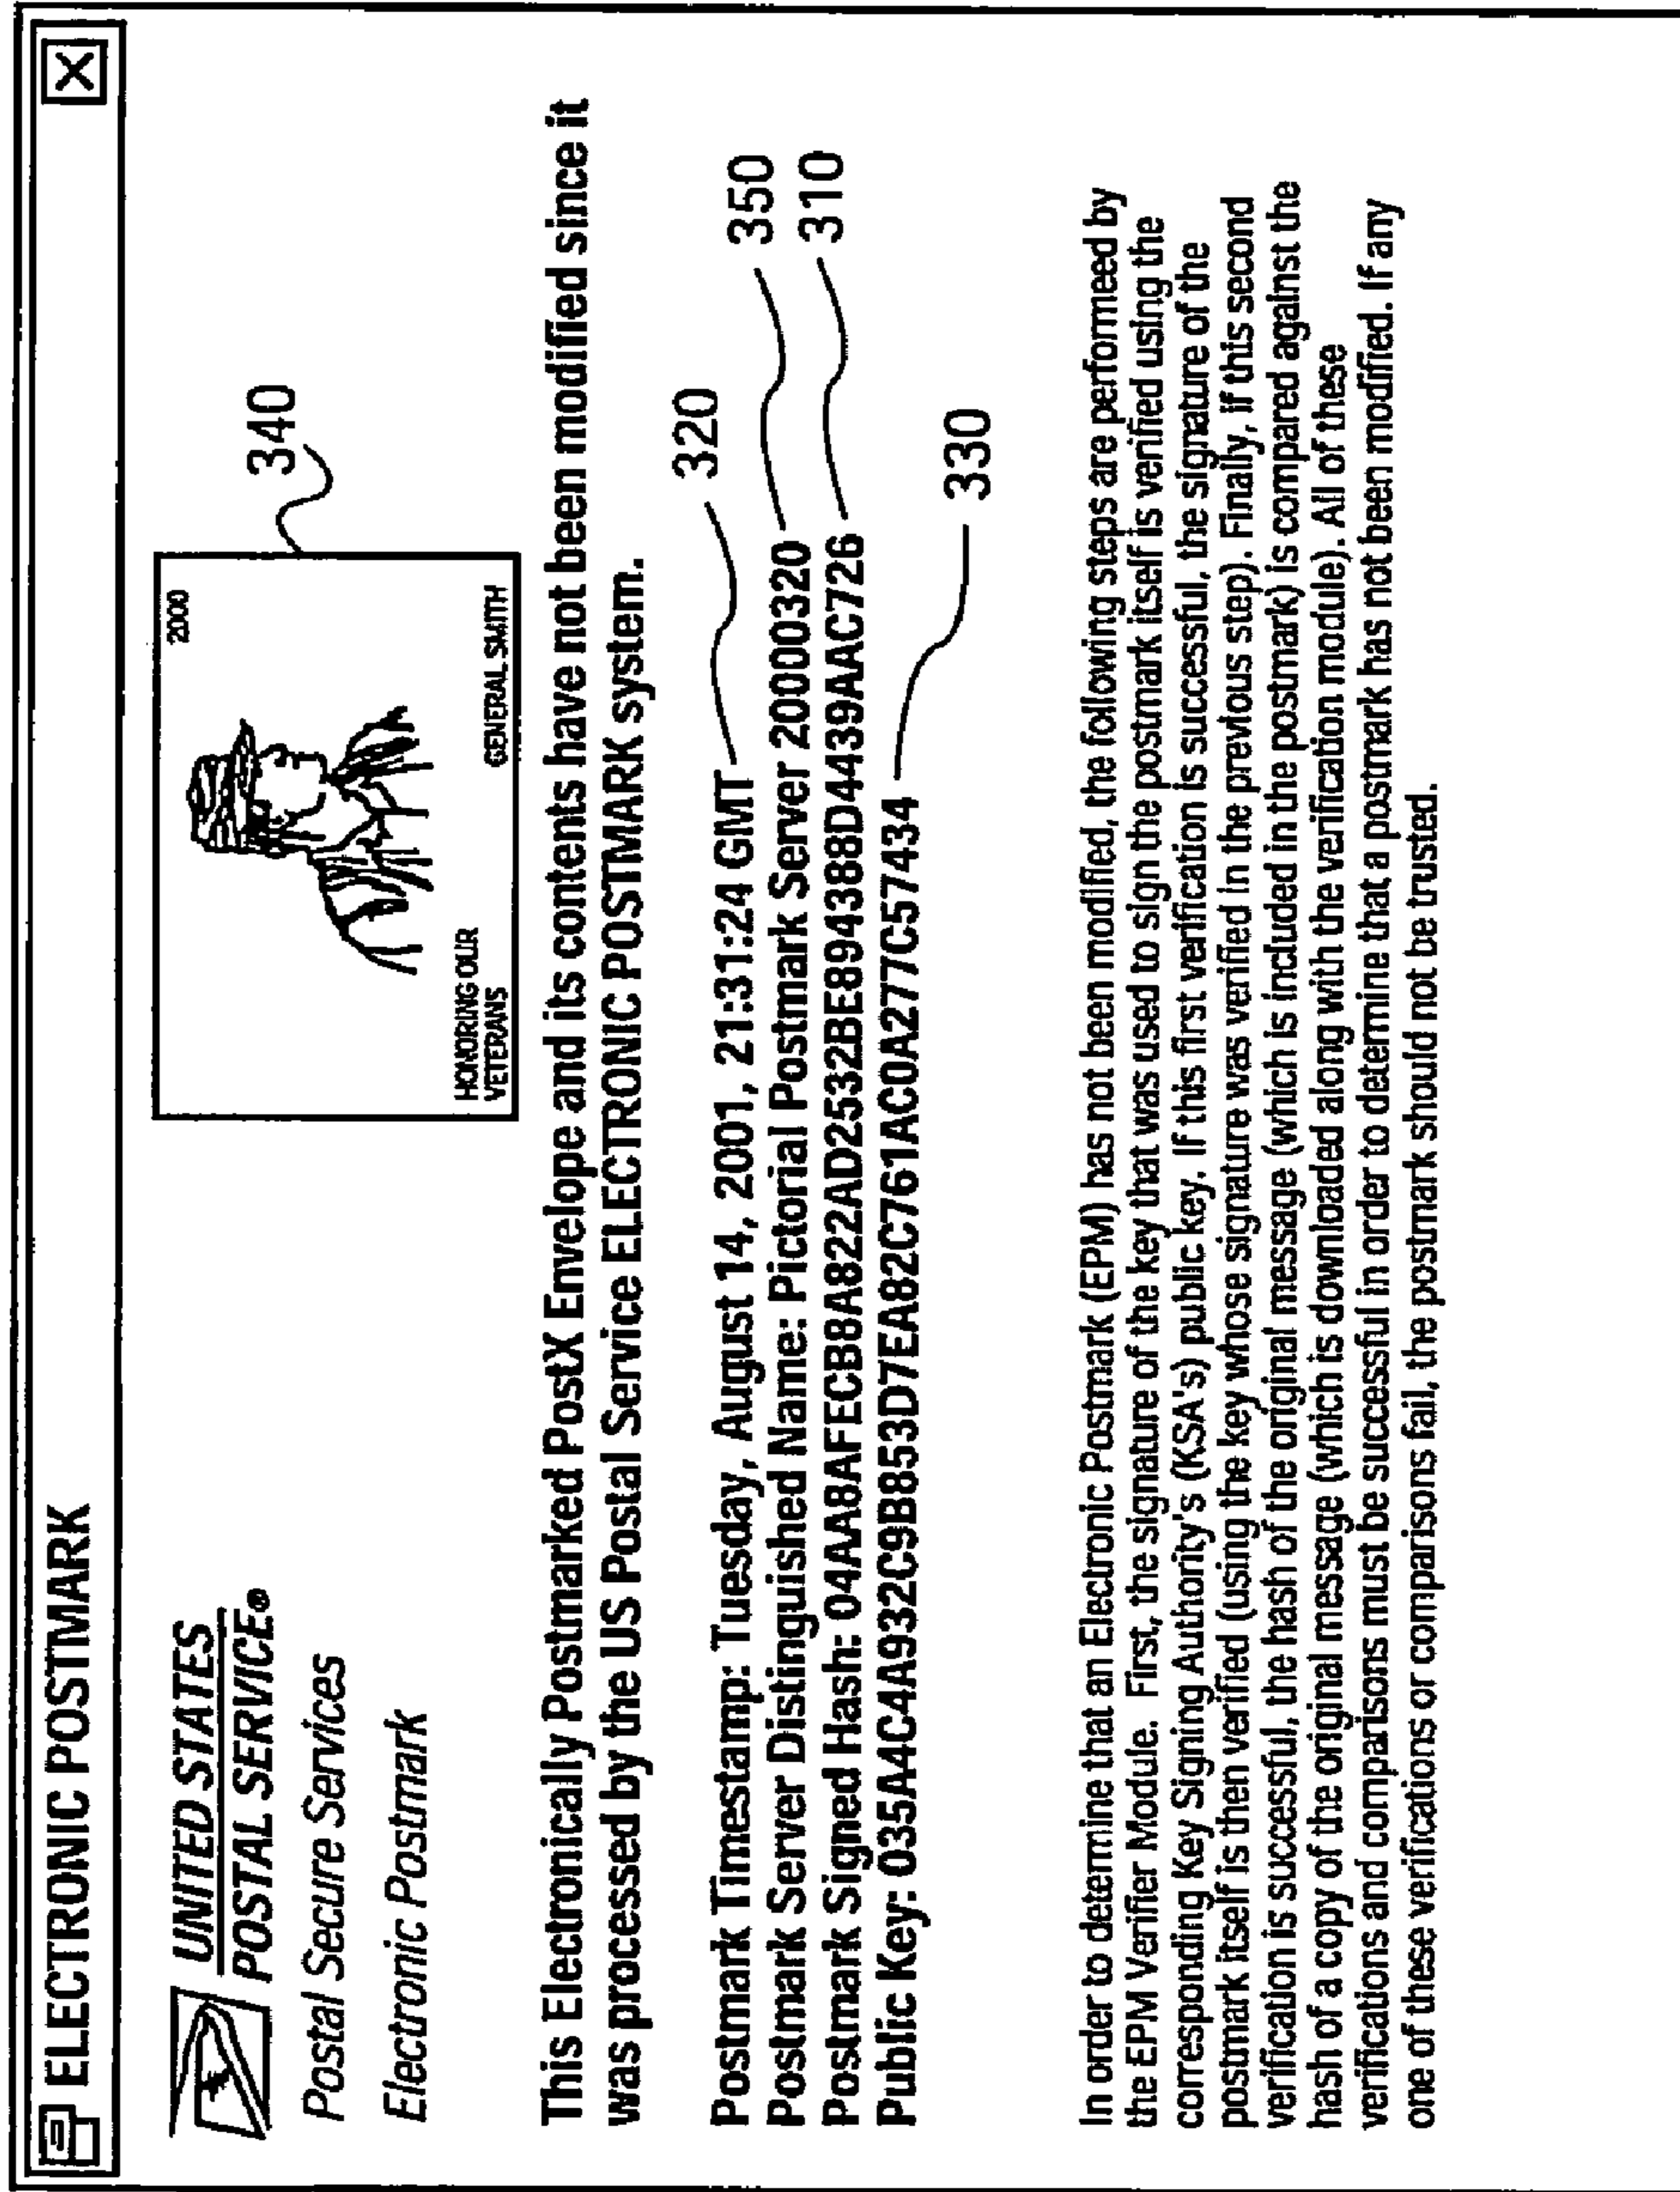 ELECTRONIC POSTMARK
X
UNITED STATES
POSTAL SERVICE®
Postal Secure Services
Electronic Postmark
2000
HONORING OUR
VETERANS
GENERAL SMITH
340
This Electronically Postmarked PostX Envelope and its contents have not been modified since it
was processed by the US Postal Service ELECTRONIC POSTMARK system.
Postmark Timestamp: Tuesday, August 14, 2001, 21:31:24 GMT
320
Postmark Server Distinguished Name: Pictorial Postmark Server 2000320
350
Postmark Signed Hash: 04AA8AFECB8A822AD2532BE89438BD4439AAC726
310
Public Key: 035A4C4A932C9B853D7EA82C761AC0A277C57434
330
In order to determine that an Electronic Postmark (EPM) has not been modified, the following steps are performeed by
the EPM Verifier Module. First, the signature of the key that was used to sign the postmark itself is verified using the
corresponding Key Signing Authority's (KSA's) public key. If this first verification is successful, the signature of the
postmark itself is then verified (using the key whose signature was verified in the previous step). Finally, if this second
verification is successful, the hash of the original message (which is included in the postmark) is compared against the
hash of a copy of the original message (which is downloaded along with the verification module). All of these
verifications and comparisons must be successful in order to determine that a postmark has not been modified. If any
one of these verifications or comparisons fail, the postmark should not be trusted.